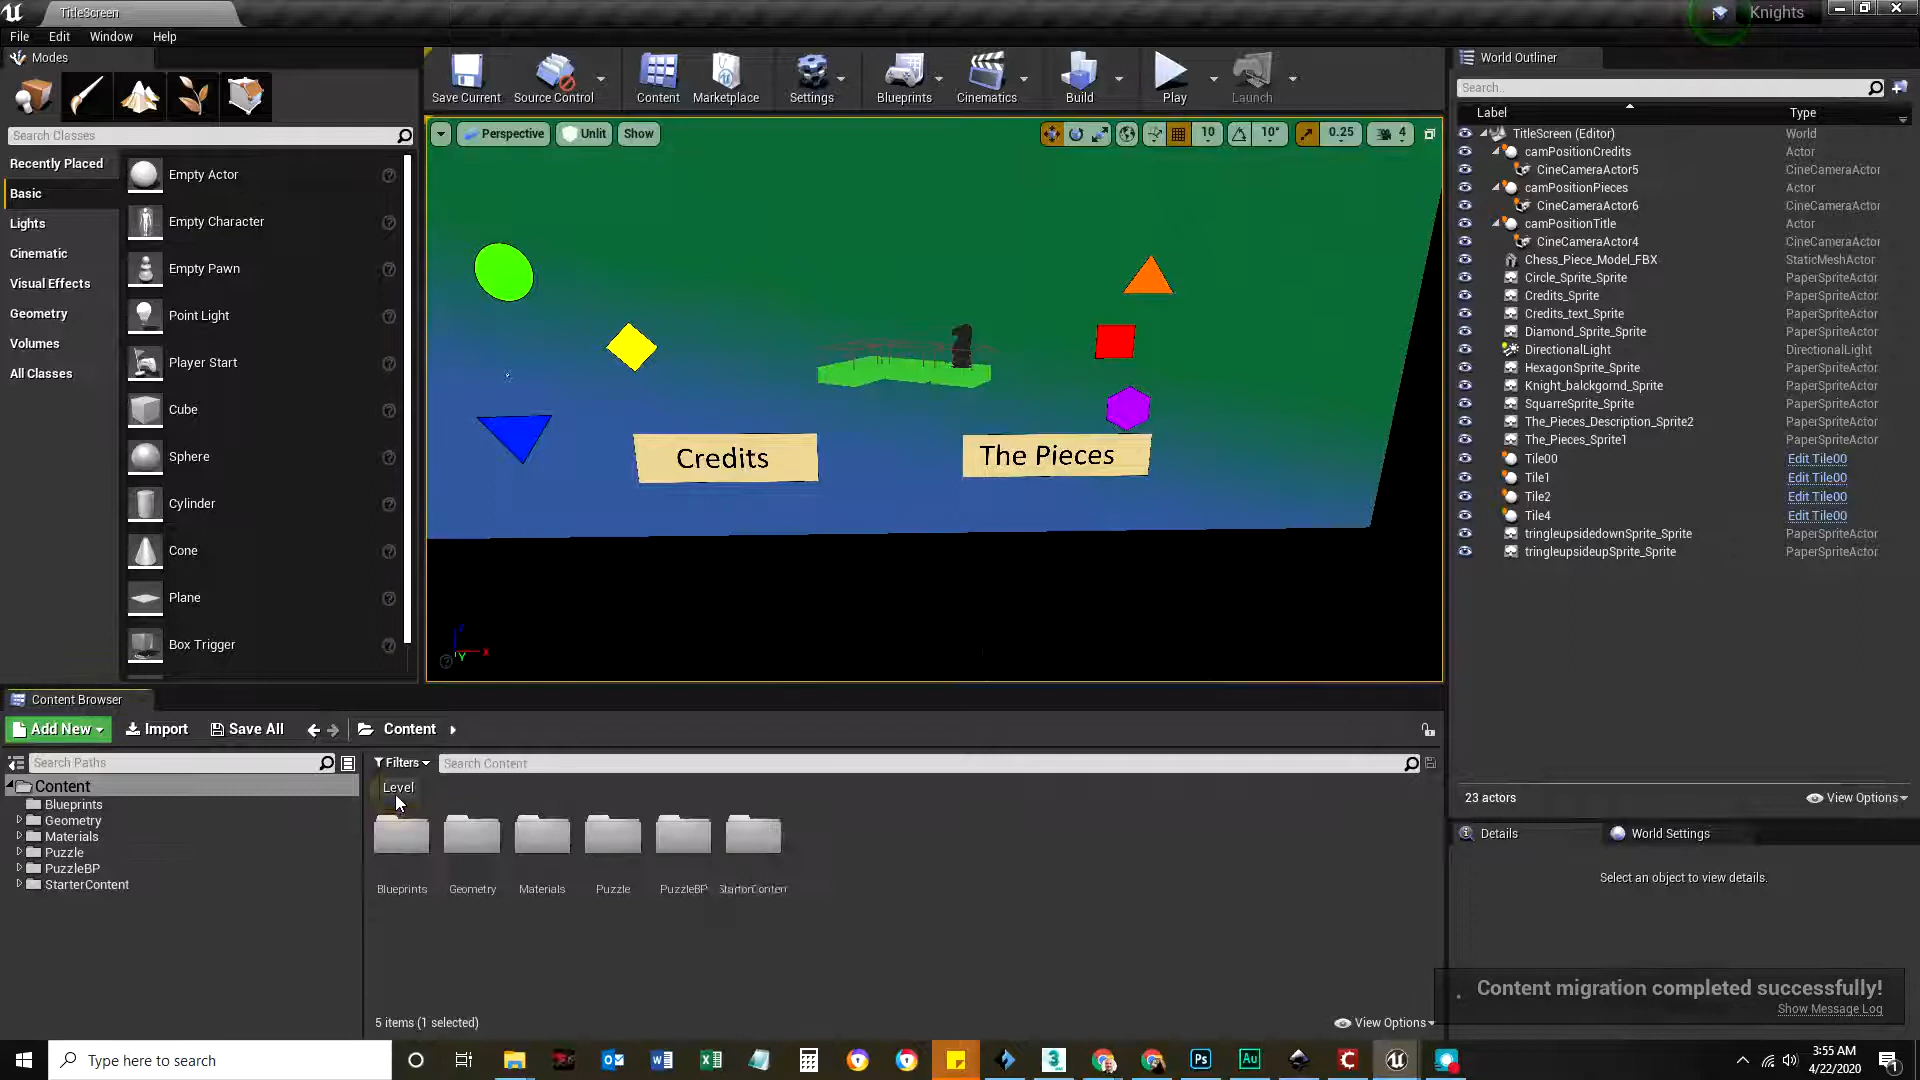 TitleScreen
Knights
File Edit Window Help
Modes
Search Classes
Recently Placed
Basic
Lights
Cinematic
Visual Effects
Geometry
Volumes
All Classes
Empty Actor
Empty Character
Empty Pawn
Point Light
Player Start
Cube
Sphere
Cylinder
Cone
Plane
Box Trigger
Save Current Source Control Content Marketplace Settings Blueprints Cinematics Build Play Launch
Perspective Unlit Show
10 10° 0.25 4
Credits
The Pieces
Z
X
Y
World Outliner
Search..
Label Type
TitleScreen (Editor) World
camPositionCredits Actor
CineCameraActor5 CineCameraActor
camPositionPieces Actor
CineCameraActor6 CineCameraActor
camPositionTitle Actor
CineCameraActor4 CineCameraActor
Chess_Piece_Model_FBX StaticMeshActor
Circle_Sprite_Sprite PaperSpriteActor
Credits_Sprite PaperSpriteActor
Credits_text_Sprite PaperSpriteActor
Diamond_Sprite_Sprite PaperSpriteActor
DirectionalLight DirectionalLight
HexagonSprite_Sprite PaperSpriteActor
Knight_balckgornd_Sprite PaperSpriteActor
SquarreSprite_Sprite PaperSpriteActor
The_Pieces_Description_Sprite2 PaperSpriteActor
The_Pieces_Sprite1 PaperSpriteActor
Tile00 Edit Tile00
Tile1 Edit Tile00
Tile2 Edit Tile00
Tile4 Edit Tile00
tringleupsidedownSprite_Sprite PaperSpriteActor
tringleupsideupSprite_Sprite PaperSpriteActor
23 actors View Options
Details World Settings
Select an object to view details.
Content migration completed successfully!
Show Message Log
Content Browser
Add New Import Save All Content
Search Paths
Content
Blueprints
Geometry
Materials
Puzzle
PuzzleBP
StarterContent
Filters Search Content
Level
Blueprints Geometry Materials Puzzle PuzzleBP StarterConten
5 items (1 selected) View Options
Type here to search
3:55 AM
4/22/2020
1